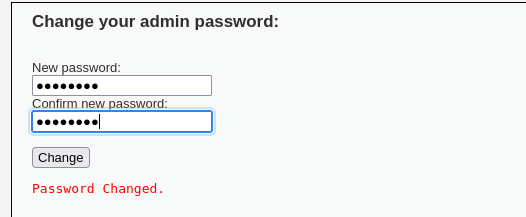 Change your admin password:
New password:
●●●●●●●●
Confirm new password:
●●●●●●●●
Change
Password Changed.